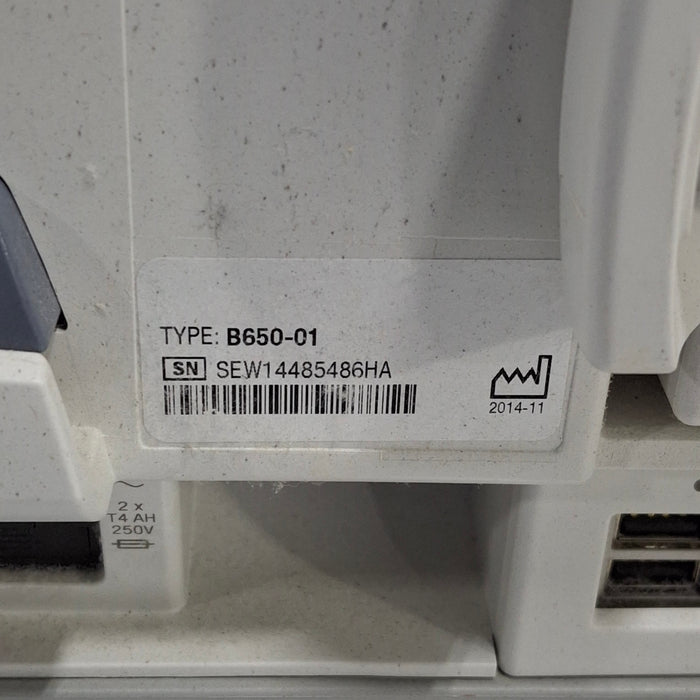 TYPE: B650-01
SN SEW14485486HA
2014-11
2 x
T4 AH
250V